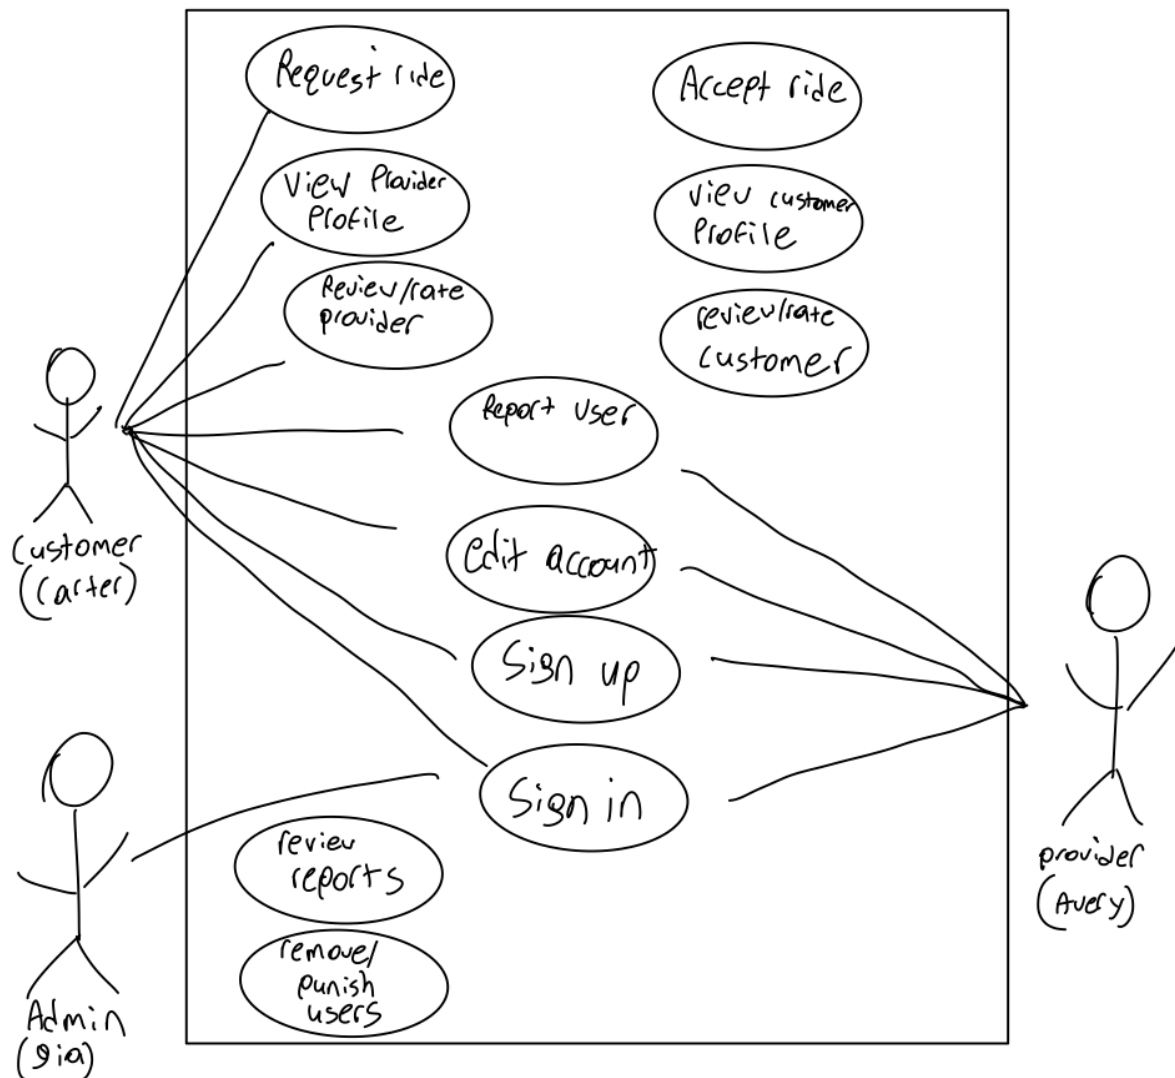 Request ride
Accept ride
View Provider
Profile
view customer
Profile
Review/rate
provider
review/rate
customer
Report User
edit account
Sign up
Sign in
Customer
(Carter)
provider
(Avery)
review
reports
remove/
punish
users
Admin
(gia)